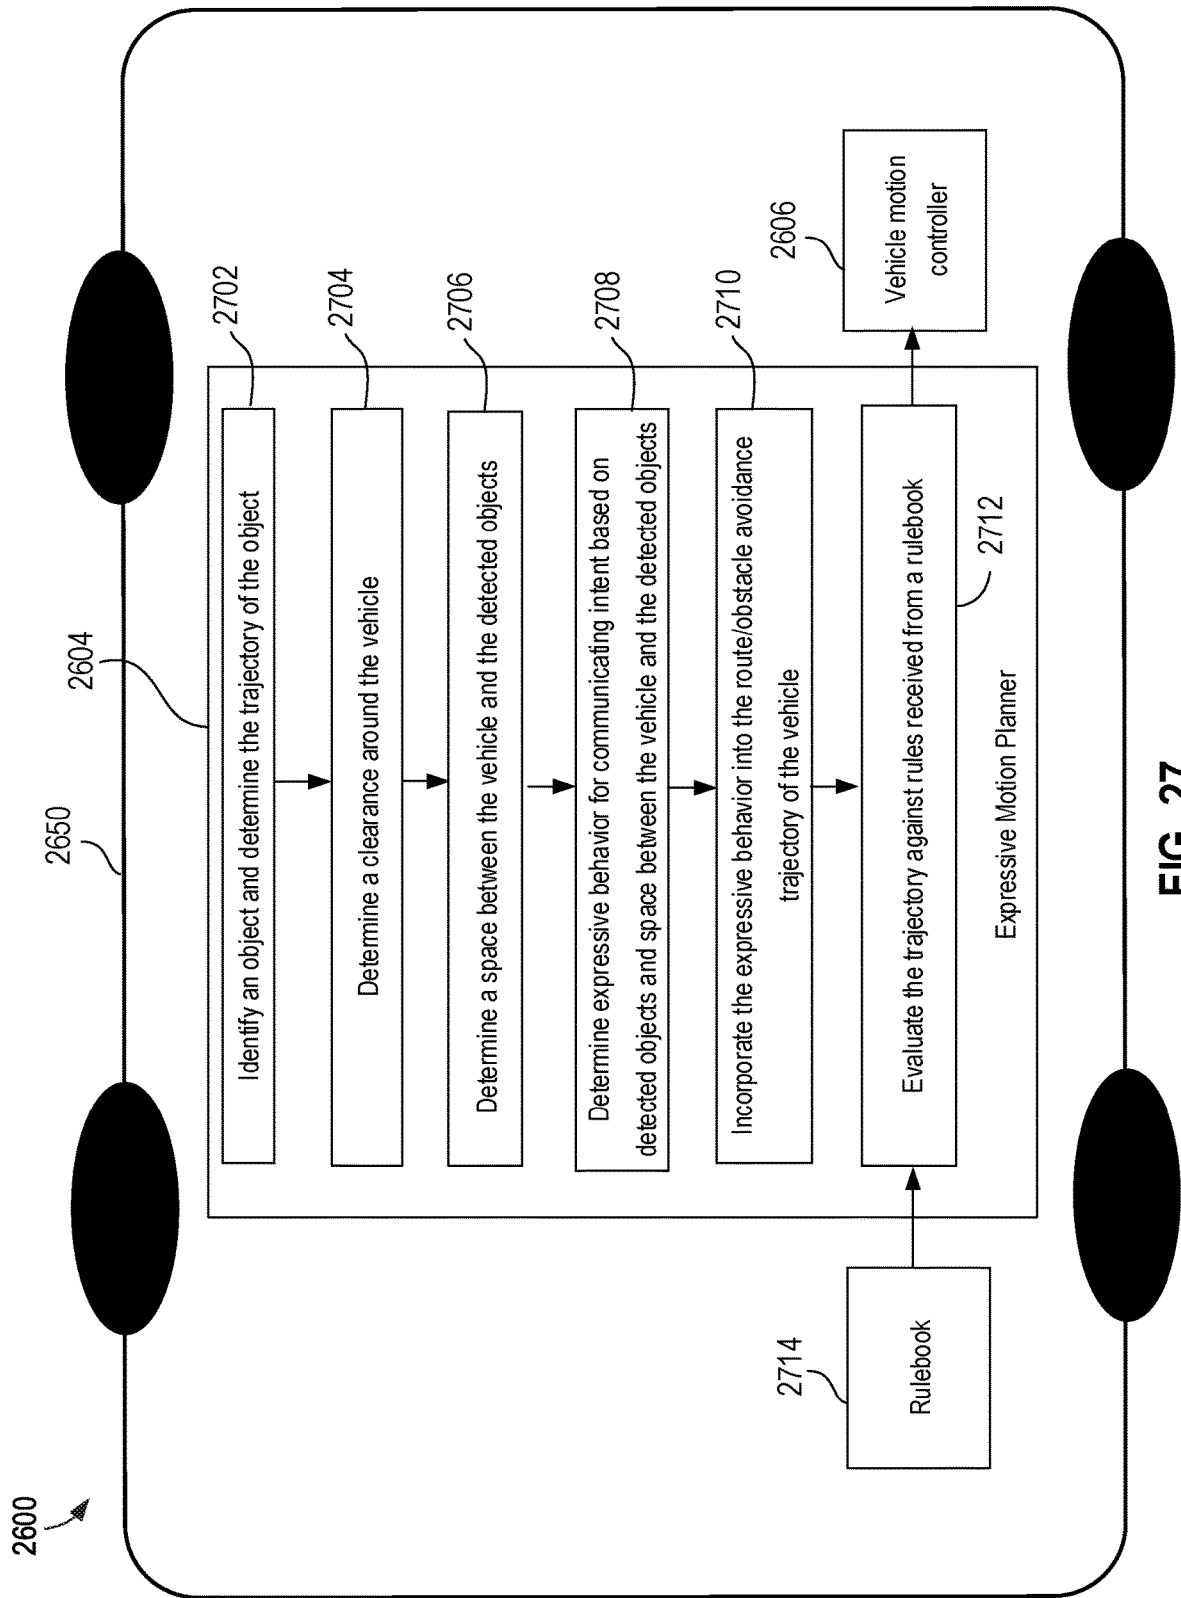 2600
2650
2604
Identify an object and determine the trajectory of the object
2702
Determine a clearance around the vehicle
2704
Determine a space between the vehicle and the detected objects
2706
Determine expressive behavior for communicating intent based on
detected objects and space between the vehicle and the detected objects
2708
Incorporate the expressive behavior into the route/obstacle avoidance
trajectory of the vehicle
2710
2714
Rulebook
Evaluate the trajectory against rules received from a rulebook
2712
2606
Vehicle motion
controller
Expressive Motion Planner
FIG. 27